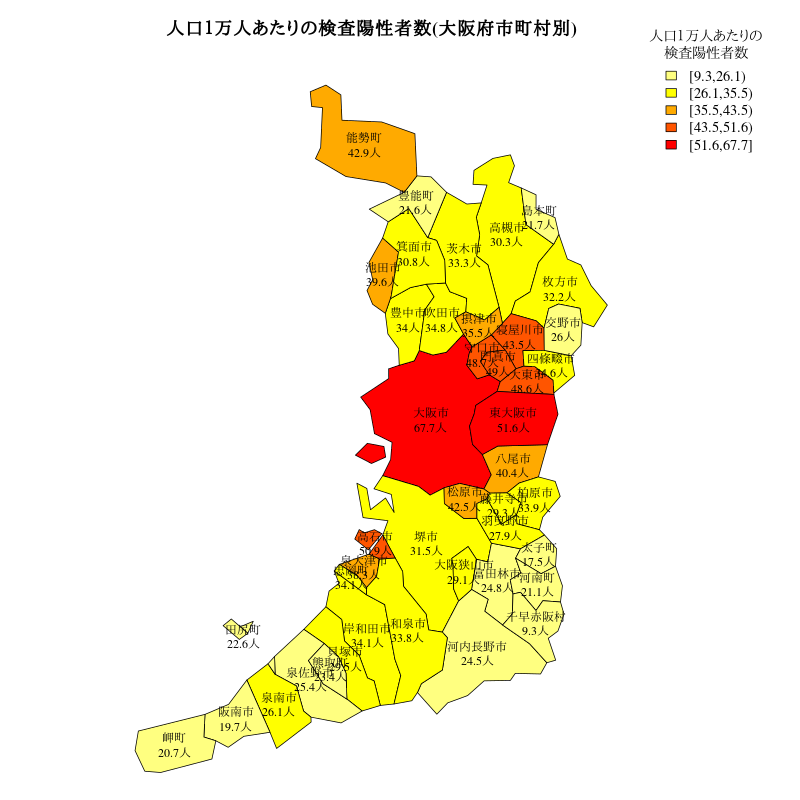 人口1万人あたりの検査陽性者数(大阪府市町村別)
人口1万人あたりの
検査陽性者数
[9.3,26.1)
[26.1,35.5)
[35.5,43.5)
[43.5,51.6)
[51.6,67.7]
能勢町
42.9人
豊能町
21.6人
島本町
21.7人
高槻市
30.3人
箕面市
30.8人
茨木市
33.3人
池田市
39.6人
枚方市
32.2人
豊中市
34人
吹田市
34.8人
摂津市
35.5人
交野市
26人
寝屋川市
43.5人
守口市
48.7人
門真市
49人
四條畷市
34.6人
大東市
48.6人
大阪市
67.7人
東大阪市
51.6人
八尾市
40.4人
松原市
42.5人
柏原市
33.9人
藤井寺市
29.3人
羽曳野市
27.9人
高石市
50.9人
堺市
31.5人
太子町
17.5人
泉大津市
38.3人
忠岡町
34.1人
大阪狭山市
29.1人
富田林市
24.8人
河南町
21.1人
千早赤阪村
9.3人
田尻町
22.6人
岸和田市
34.1人
和泉市
33.8人
河内長野市
24.5人
貝塚市
29.5人
熊取町
23.4人
泉佐野市
25.4人
泉南市
26.1人
阪南市
19.7人
岬町
20.7人